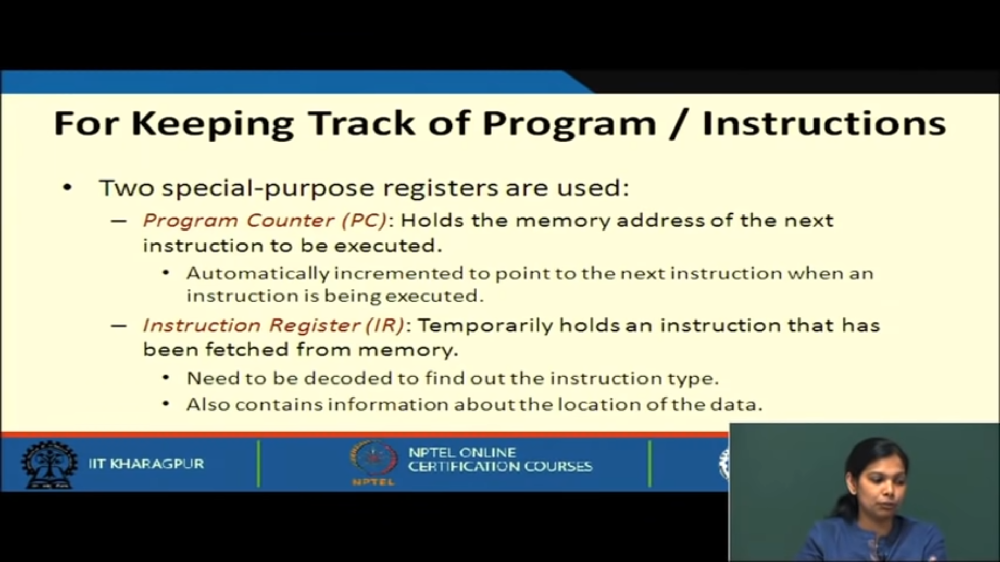 For Keeping Track of Program / Instructions
• Two special-purpose registers are used:
– Program Counter (PC): Holds the memory address of the next
instruction to be executed.
• Automatically incremented to point to the next instruction when an
instruction is being executed.
– Instruction Register (IR): Temporarily holds an instruction that has
been fetched from memory.
• Need to be decoded to find out the instruction type.
• Also contains information about the location of the data.
IIT KHARAGPUR
NPTEL ONLINE
CERTIFICATION COURSES
NPTEL